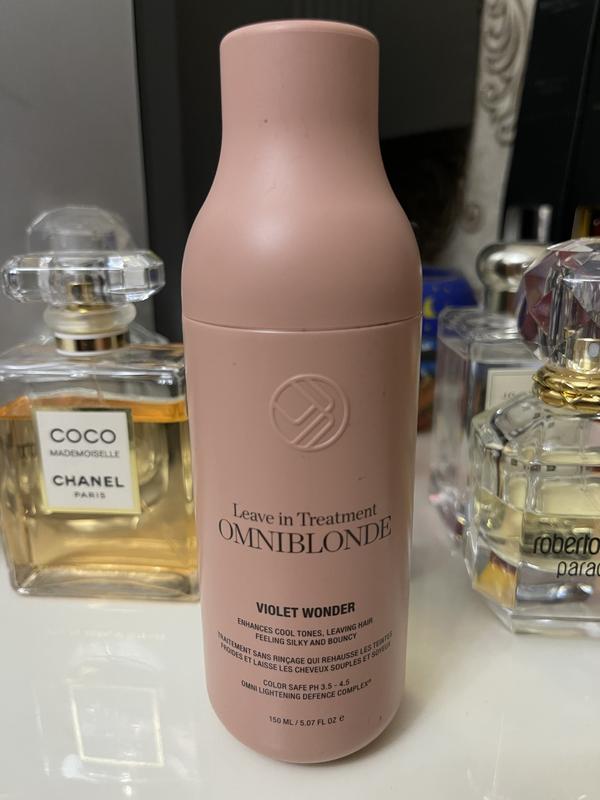 COCO
MADEMOISELLE
CHANEL
PARIS
Leave in Treatment
OMNIBLONDE
VIOLET WONDER
ENHANCES COOL TONES, LEAVING HAIR
FEELING SILKY AND BOUNCY
TRAITEMENT SANS RINÇAGE QUI REHAUSSE LES TEINTES
FROIDES ET LAISSE LES CHEVEUX SOUPLES ET SOYEUX
COLOR SAFE PH 3.5 - 4.5
OMNI LIGHTENING DEFENCE COMPLEX®
150 ML / 5.07 FL OZ e
roberto
parad